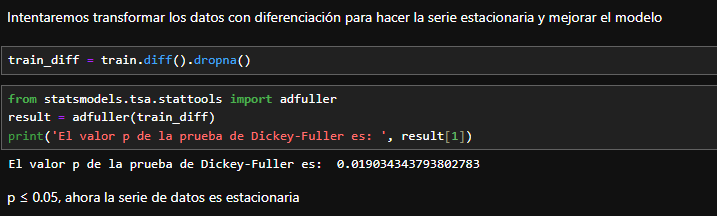 Intentaremos transformar los datos con diferenciación para hacer la serie estacionaria y mejorar el modelo
train_diff = train.diff().dropna()
from statsmodels.tsa.stattools import adfuller
result = adfuller(train_diff)
print('El valor p de la prueba de Dickey-Fuller es: ', result[1])
El valor p de la prueba de Dickey-Fuller es:  0.019034343793802783
p ≤ 0.05, ahora la serie de datos es estacionaria